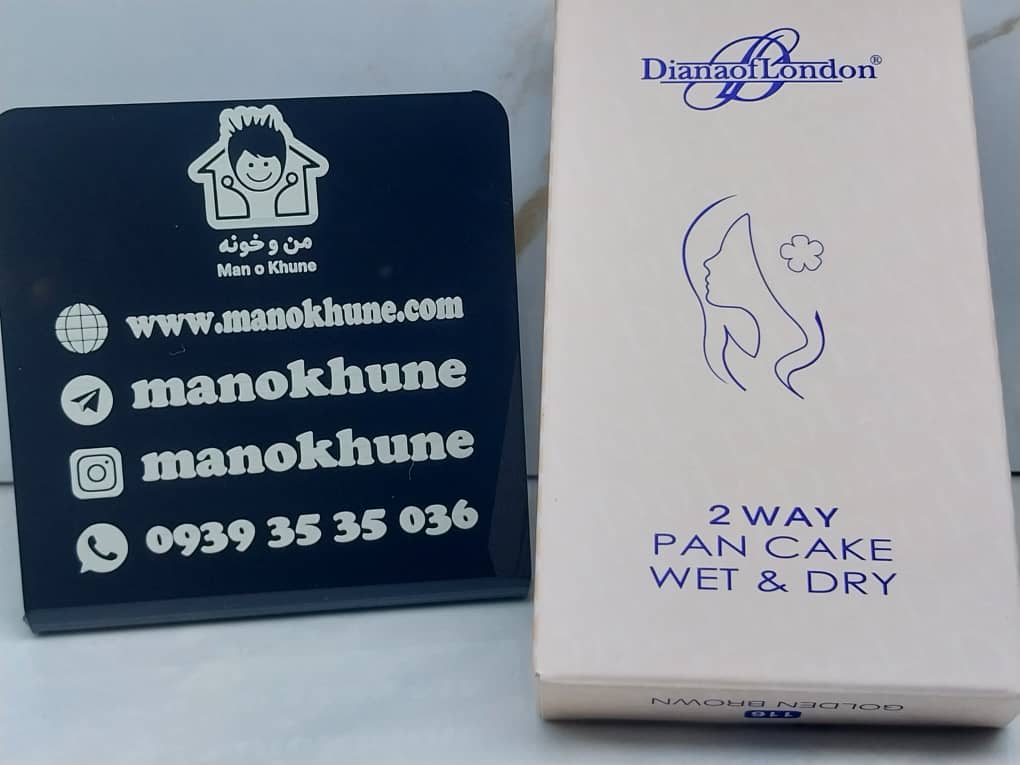 من و خونه
Man o Khune
www.manokhune.com
manokhune
manokhune
0939 35 35 036
DianaofLondon®
2 WAY
PAN CAKE
WET & DRY
GOLDEN BROWN
116